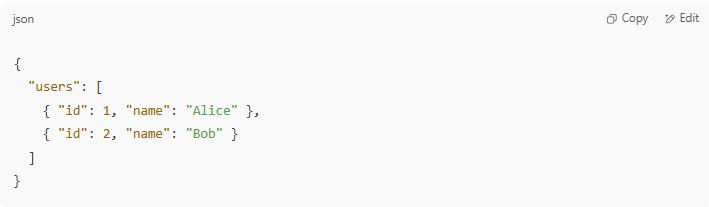 json
Copy
Edit
{
  "users": [
    { "id": 1, "name": "Alice" },
    { "id": 2, "name": "Bob" }
  ]
}